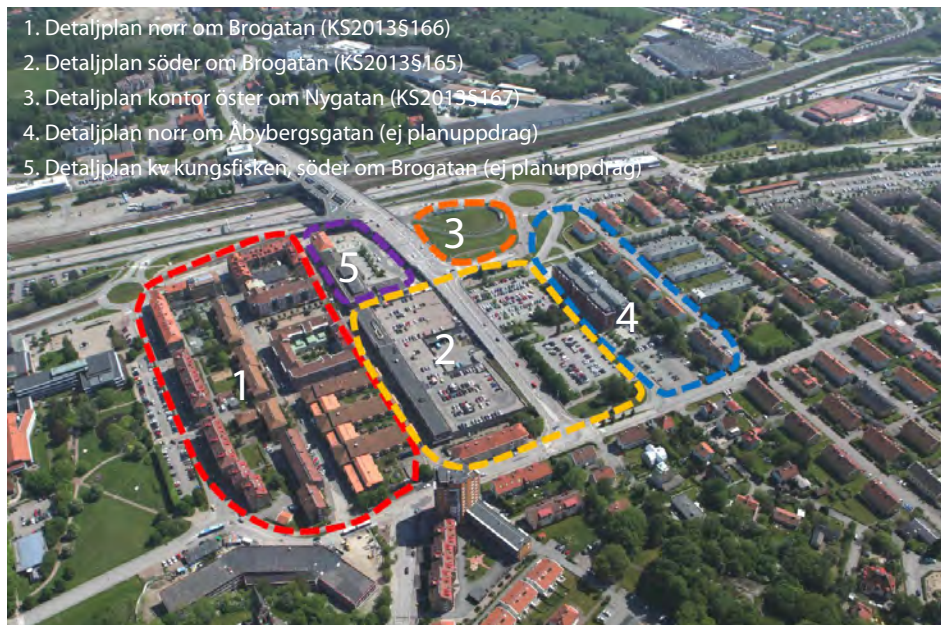 1. Detaljplan norr om Brogatan (KS2013§166)
2. Detaljplan söder om Brogatan (KS2013§165)
3. Detaljplan kontor öster om Nygatan (KS2013§167)
4. Detaljplan norr om Åbybergsgatan (ej planuppdrag)
5. Detaljplan kv kungsfisken, söder om Brogatan (ej planuppdrag)
3
5
4
2
1